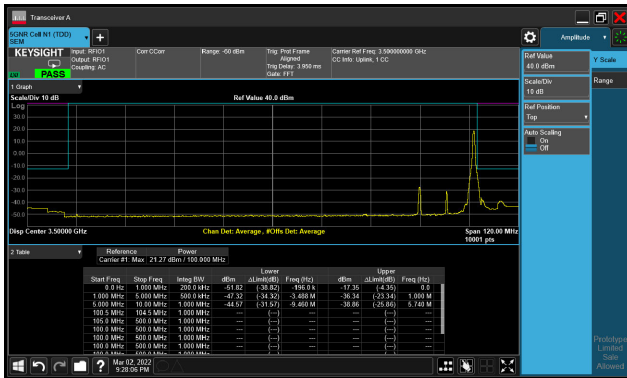 Transceiver A
5GNR Cell N1 (TDD)
SEM
Amplitude
KEYSIGHT
PASS
Input: RFIO1
Output: RFIO1
Coupling: AC
Corr CCorr
Range: -60 dBm
Trig: Prot Frame
Aligned
Trig Delay: 3.950 ms
Gate: FFT
Carrier Ref Freq: 3.500000000 GHz
CC Info: Uplink, 1 CC
Ref Value
40.0 dBm
Scale/Div
10 dB
Ref Position
Top
Auto Scaling
On
Off
Y Scale
Range
1 Graph
Scale/Div 10 dB
Ref Value 40.0 dBm
Log
30.0
20.0
10.0
0.00
-10.0
-20.0
-30.0
-40.0
-50.0
Disp Center 3.50000 GHz
Chan Det: Average, #Offs Det: Average
Span 120.00 MHz
10001 pts
2 Table
Reference Power
Carrier #1: Max 21.27 dBm / 100.000 MHz
Lower Upper
Start Freq Stop Freq Integ BW dBm ΔLimit(dB) Freq (Hz) dBm ΔLimit(dB) Freq (Hz)
0.0 Hz 1.000 MHz 200.0 kHz -51.82 (-38.82) -196.0 k -17.35 (-4.35) 0.0
1.000 MHz 5.000 MHz 500.0 kHz -47.32 (-34.32) -3.488 M -36.34 (-23.34) 1.000 M
5.000 MHz 10.00 MHz 1.000 MHz -44.57 (-31.57) -9.460 M -38.86 (-25.86) 5.740 M
100.5 MHz 104.5 MHz 1.000 MHz --- (---) --- --- (---) ---
105.0 MHz 500.0 MHz 1.000 MHz --- (---) --- --- (---) ---
100.0 MHz 500.0 MHz 1.000 MHz --- (---) --- --- (---) ---
100.0 MHz 500.0 MHz 1.000 MHz --- (---) --- --- (---) ---
100.0 MHz 500.0 MHz 1.000 MHz --- (---) --- --- (---) ---
Mar 02, 2022
9:28:06 PM
Prototype
Limited
Sale
Allowed